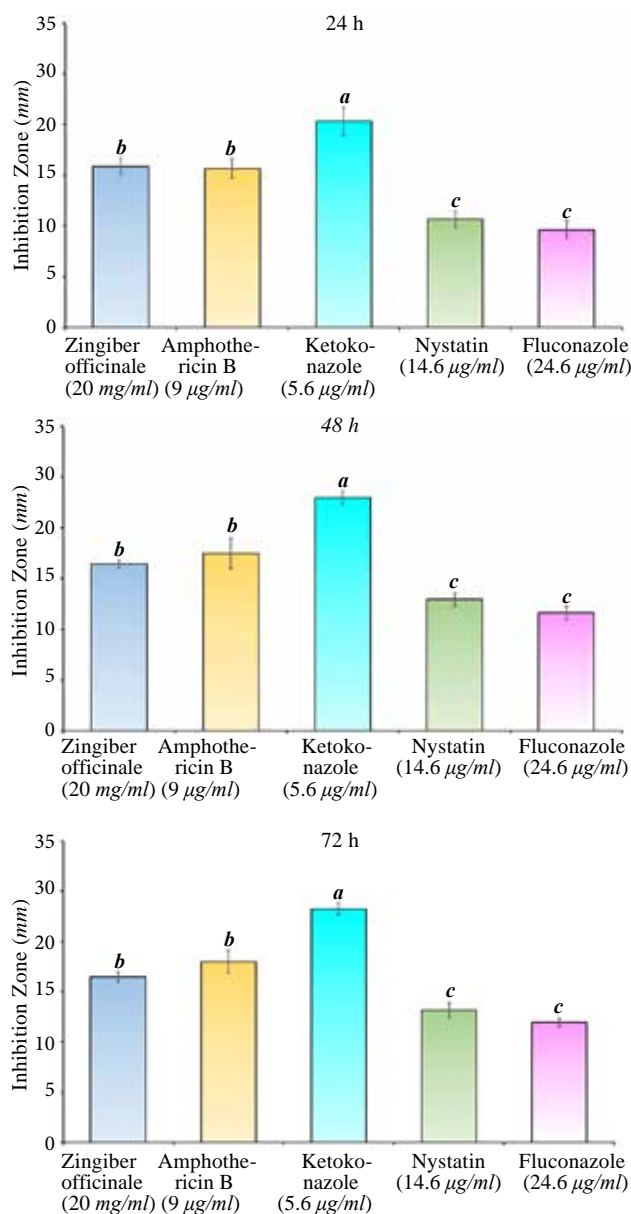 24 h
Inhibition Zone (mm)
35
30
20
15
10
5
0
b
b
a
c
c
Zingiber officinale (20 mg/ml)
Amphothe-ricin B (9 µg/ml)
Ketoko-nazole (5.6 µg/ml)
Nystatin (14.6 µg/ml)
Fluconazole (24.6 µg/ml)
48 h
Inhibition Zone (mm)
35
30
20
15
10
5
0
b
b
a
c
c
Zingiber officinale (20 mg/ml)
Amphothe-ricin B (9 µg/ml)
Ketoko-nazole (5.6 µg/ml)
Nystatin (14.6 µg/ml)
Fluconazole (24.6 µg/ml)
72 h
Inhibition Zone (mm)
35
30
20
15
10
5
0
b
b
a
c
c
Zingiber officinale (20 mg/ml)
Amphothe-ricin B (9 µg/ml)
Ketoko-nazole (5.6 µg/ml)
Nystatin (14.6 µg/ml)
Fluconazole (24.6 µg/ml)